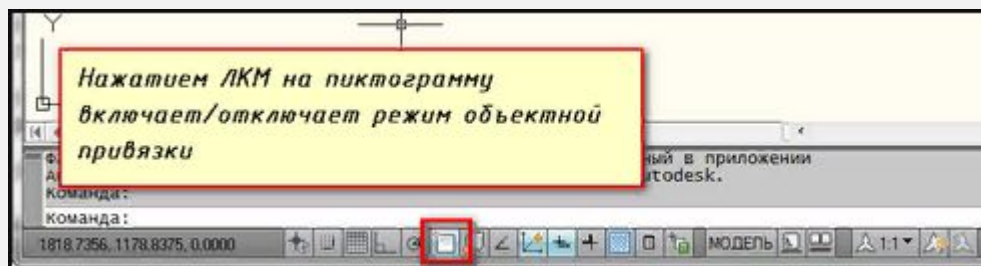 Y
Нажатием ЛКМ на пиктограмму
включает/отключает режим объектной
привязки
ный в приложении
utodesk.
Команда:
Команда:
1818.7356, 1178.8375, 0.0000 МОДЕЛЬ 1:1